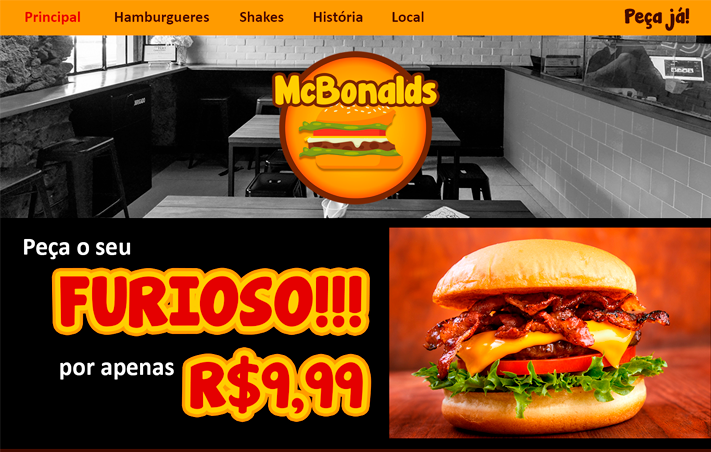 Principal Hamburgueres Shakes História Local Peça já!
McBonalds
Peça o seu
FURIOSO!!!
por apenas R$9,99